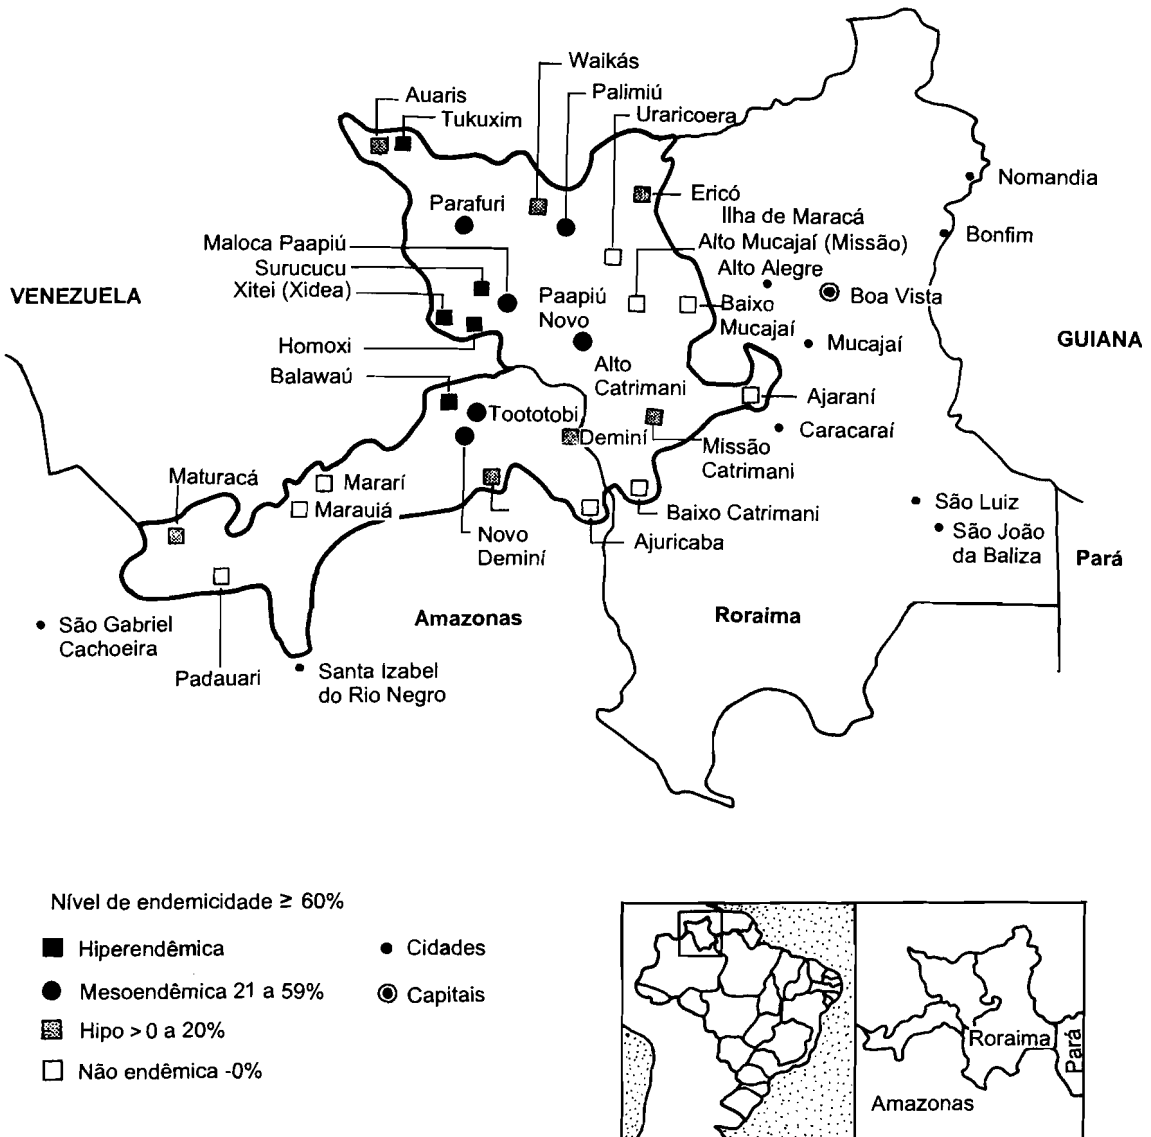 Waikás
Auaris
Palimiú
Tukuxim
Uraricoera
Nomandia
Parafuri
Ericó
Ilha de Maracá
Bonfim
Maloca Paapiú
Alto Mucajaí (Missão)
Surucucu
Alto Alegre
Xitei (Xidea)
VENEZUELA
Paapiú
Novo
Baixo
Mucajaí
Boa Vista
Homoxi
Mucajaí
GUIANA
Balawaú
Alto
Catrimani
Ajaraní
Toototobi
Deminí
Caracaraí
Missão
Catrimani
Maturacá
Mararí
Marauiá
Baixo Catrimani
São Luiz
Novo
Deminí
Ajuricaba
São João
da Baliza
Pará
Amazonas
Roraima
São Gabriel
Cachoeira
Padauari
Santa Izabel
do Rio Negro
Nível de endemicidade ≥ 60%
Hiperendêmica
Cidades
Mesoendêmica 21 a 59%
Capitais
Hipo > 0 a 20%
Não endêmica -0%
Roraima
Pará
Amazonas